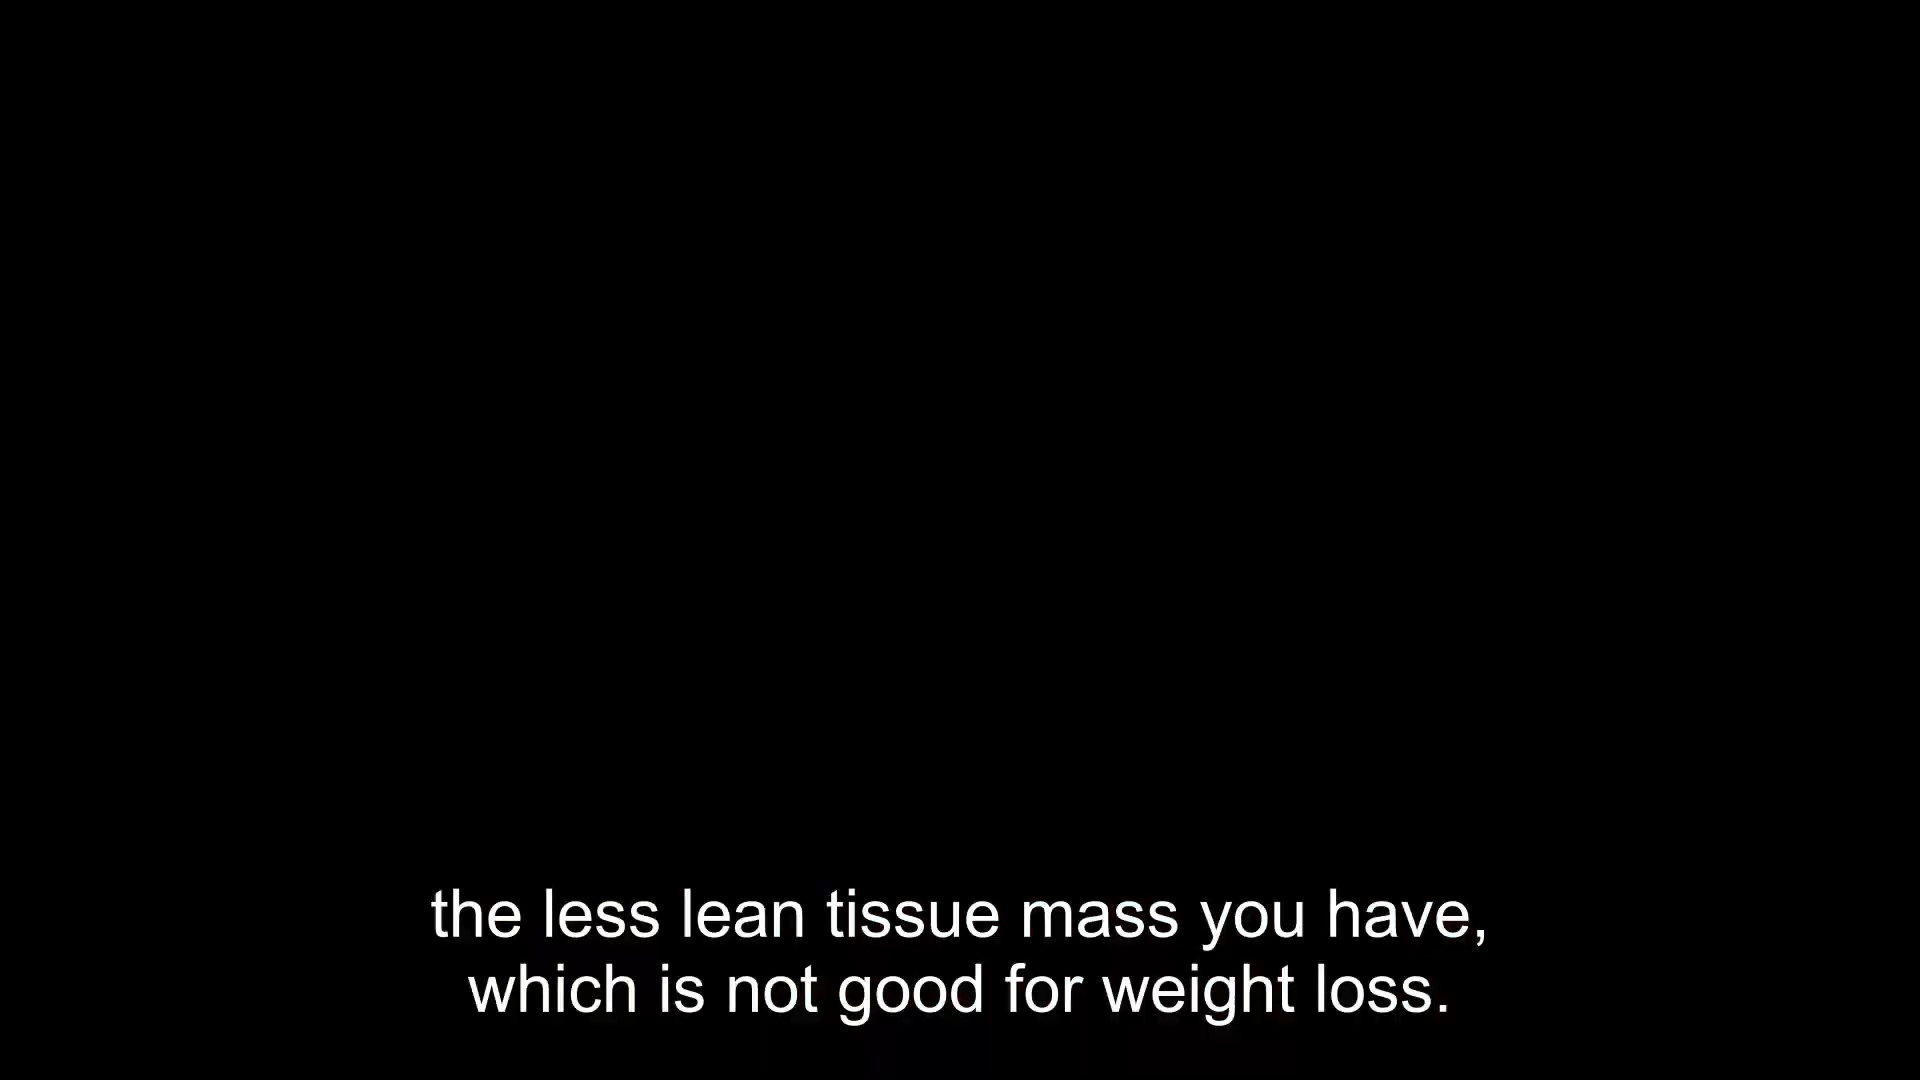 the less lean tissue mass you have,
which is not good for weight loss.